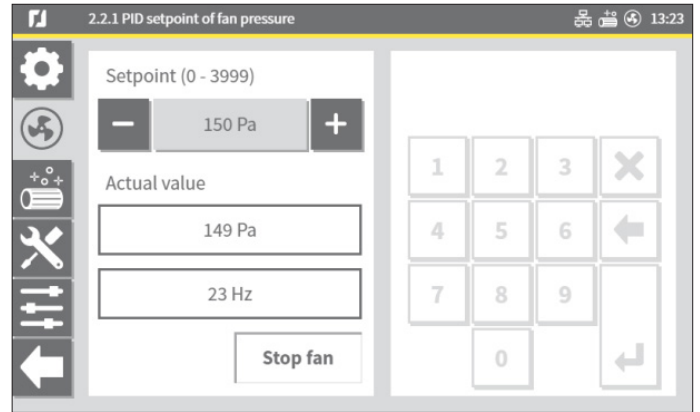 2.2.1 PID setpoint of fan pressure
13:23
Setpoint (0 - 3999)
150 Pa
Actual value
149 Pa
23 Hz
Stop fan
1 2 3
4 5 6
7 8 9
0